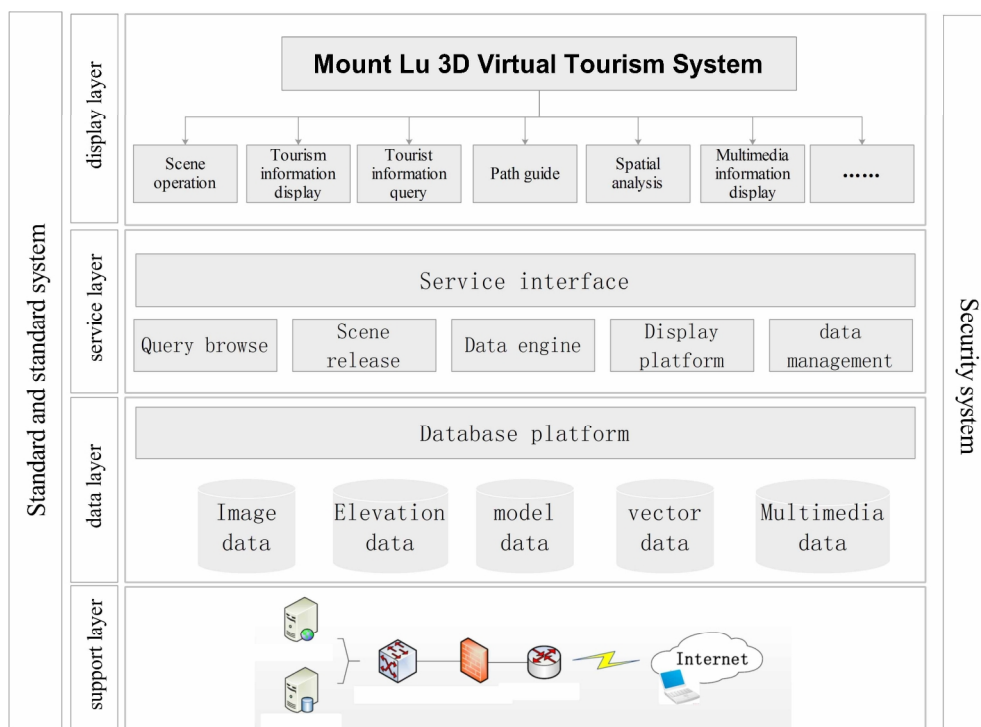 Standard and standard system
display layer
Mount Lu 3D Virtual Tourism System
Scene
operation
Tourism
information
display
Tourist
information
query
Path guide
Spatial
analysis
Multimedia
information
display
......
service layer
Service interface
Query browse
Scene
release
Data engine
Display
platform
data
management
data layer
Database platform
Image
data
Elevation
data
model
data
vector
data
Multimedia
data
support layer
Internet
Security system